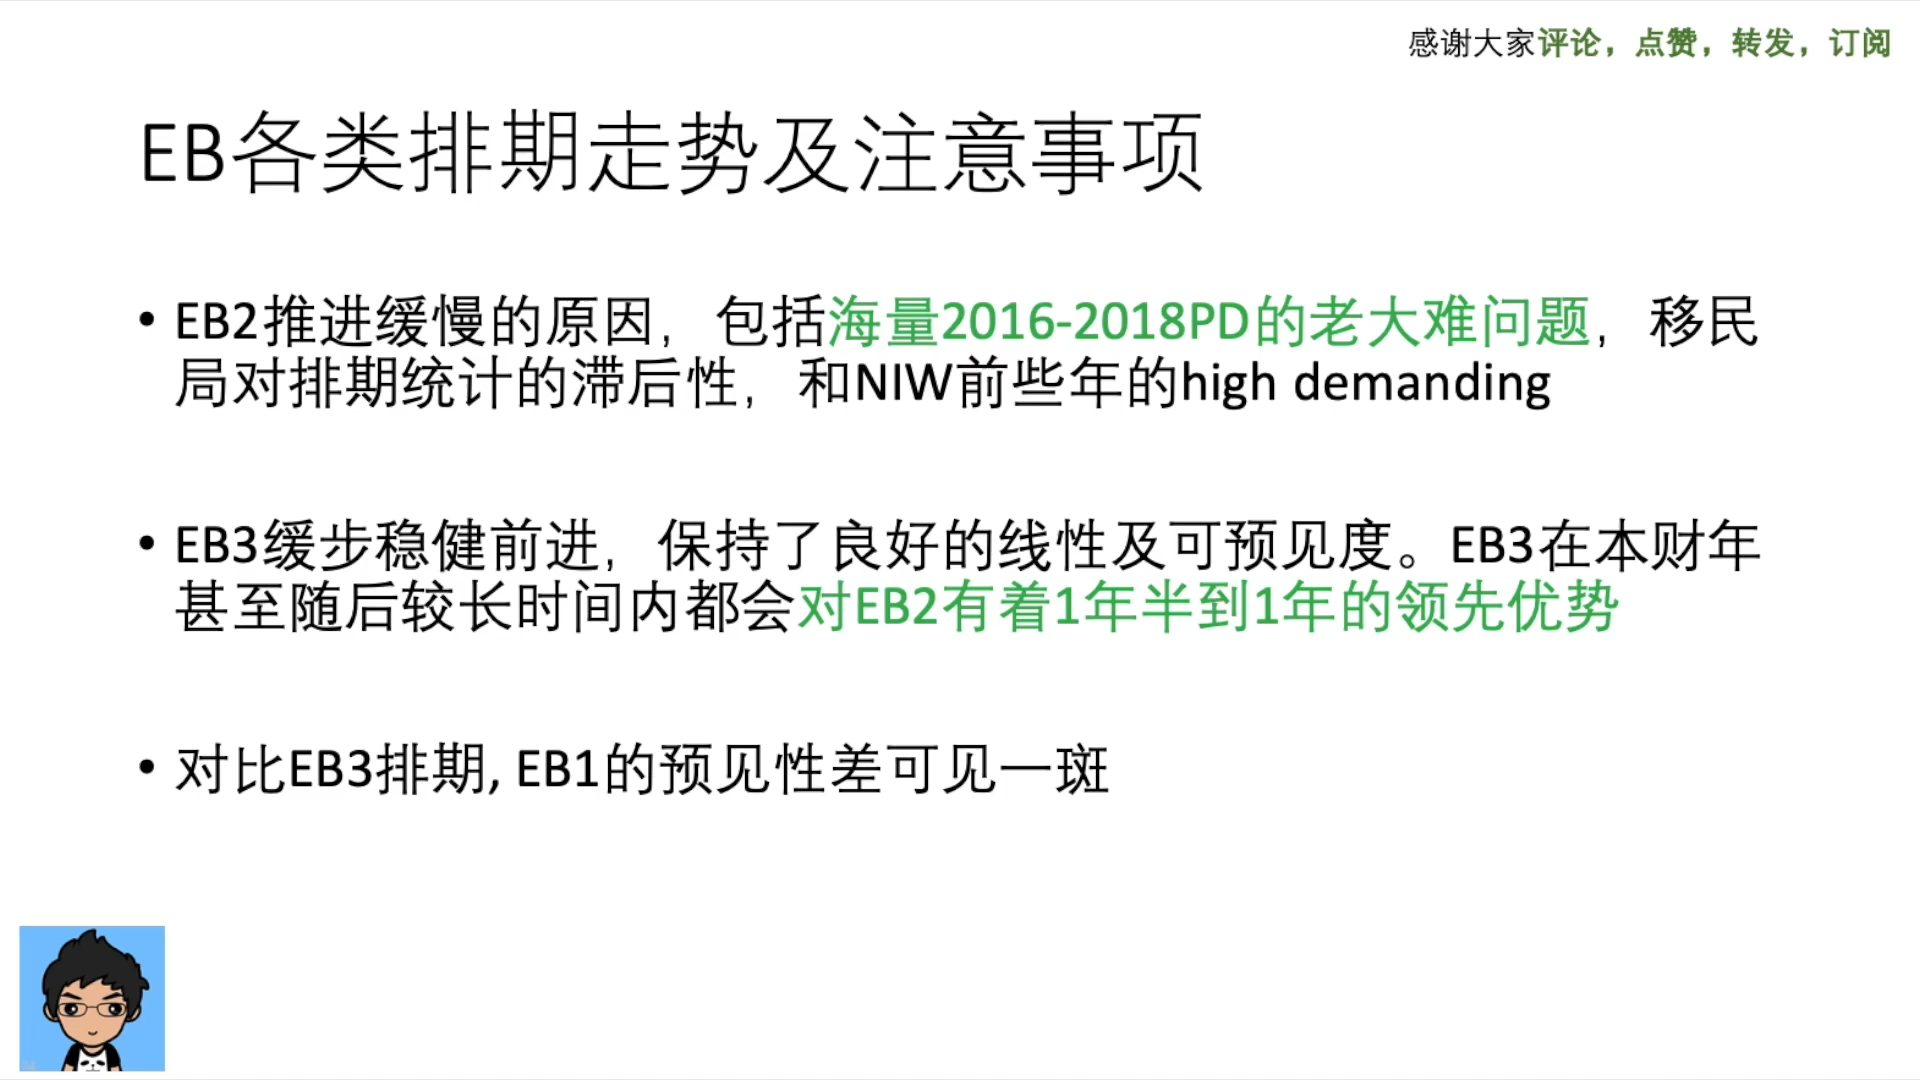 感谢大家评论，点赞，转发，订阅
EB各类排期走势及注意事项
• EB2推进缓慢的原因，包括海量2016-2018PD的老大难问题，移民
局对排期统计的滞后性，和NIW前些年的high demanding
• EB3缓步稳健前进，保持了良好的线性及可预见度。EB3在本财年
甚至随后较长时间内都会对EB2有着1年半到1年的领先优势
• 对比EB3排期, EB1的预见性差可见一斑